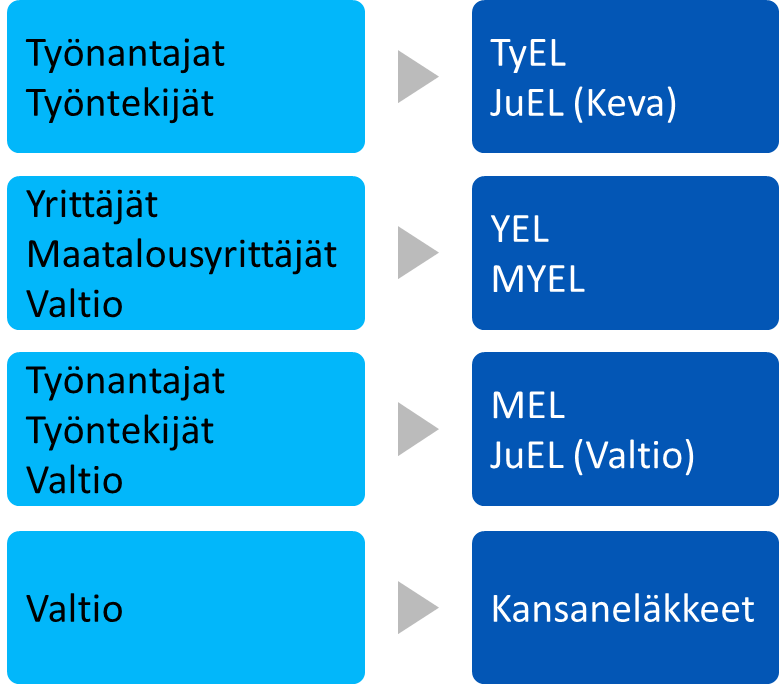 Työnantajat
Työntekijät
TyEL
JuEL (Keva)
Yrittäjät
Maatalousyrittäjät
Valtio
YEL
MYEL
Työnantajat
Työntekijät
Valtio
MEL
JuEL (Valtio)
Valtio
Kansaneläkkeet